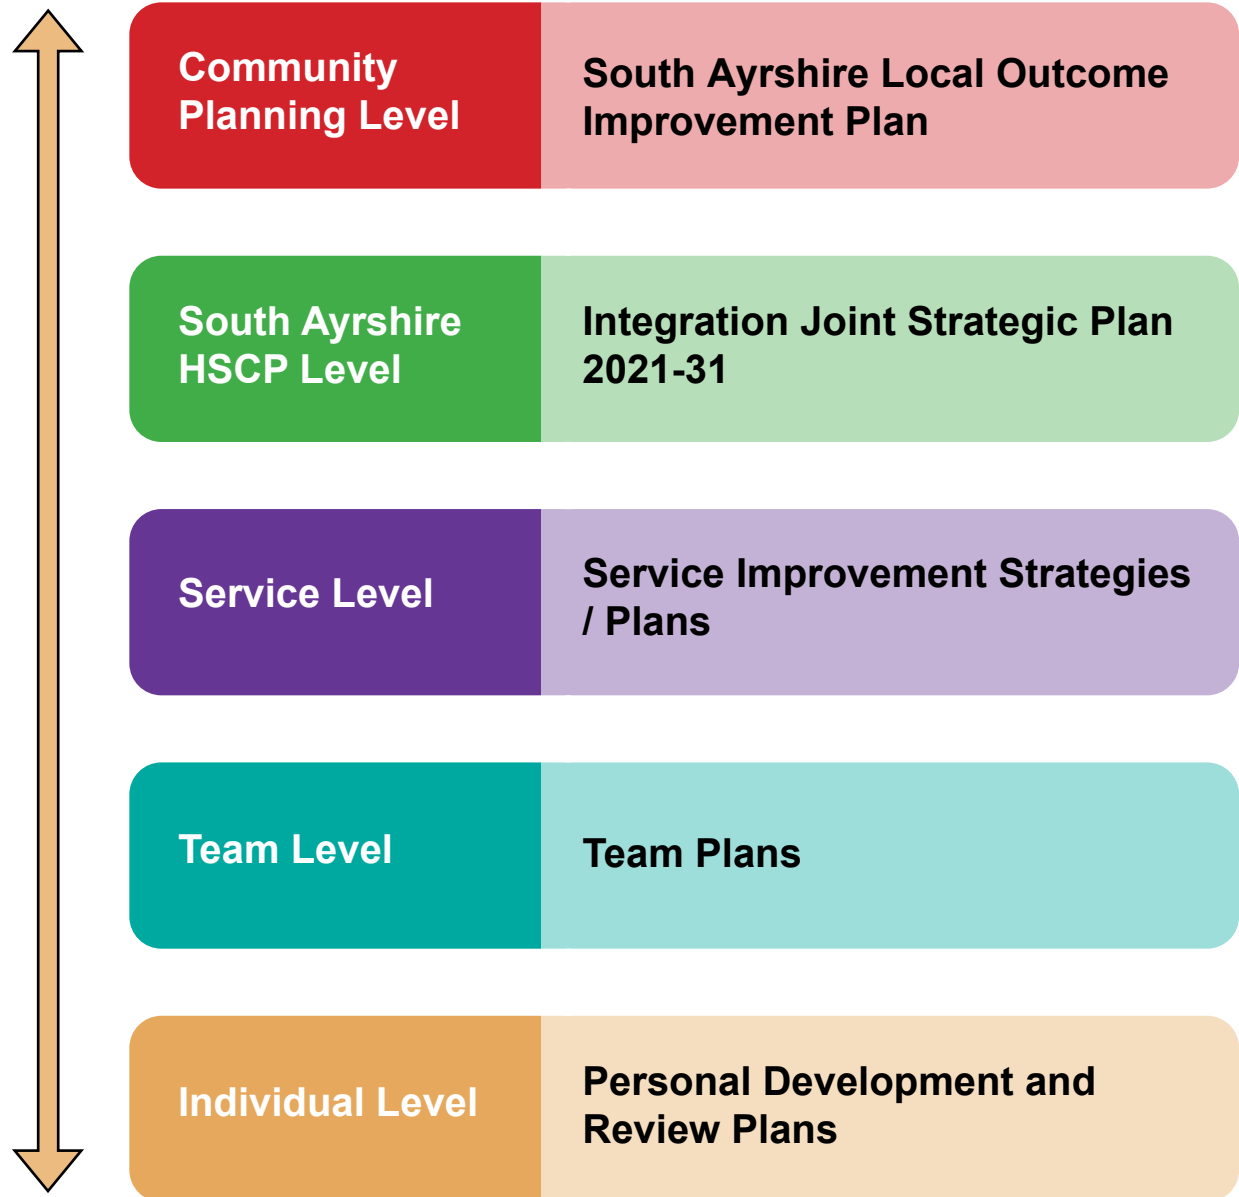 Community
Planning Level
South Ayrshire Local Outcome
Improvement Plan
South Ayrshire
HSCP Level
Integration Joint Strategic Plan
2021-31
Service Level
Service Improvement Strategies
/ Plans
Team Level
Team Plans
Individual Level
Personal Development and
Review Plans